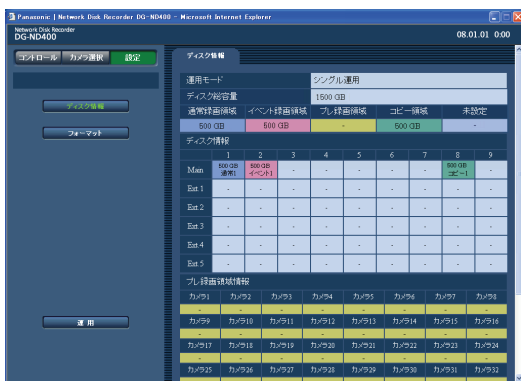 Panasonic | Network Disk Recorder DG-ND400 - Microsoft Internet Explorer
Network Disk Recorder
DG-ND400
08.01.01 0:00
コントロール カメラ選択 設定
ディスク情報
フォーマット
運用
ディスク情報
運用モード シングル運用
ディスク総容量 1500 GB
通常録画領域 イベント録画領域 プレ録画領域 コピー領域 未設定
500 GB 500 GB - 500 GB -
ディスク情報
1 2 3 4 5 6 7 8 9
Main 500 GB 通常1 500 GB イベント1 - - - - - 500 GB コピー1 -
Ext.1 - - - - - - - - -
Ext.2 - - - - - - - - -
Ext.3 - - - - - - - - -
Ext.4 - - - - - - - - -
Ext.5 - - - - - - - - -
プレ録画領域情報
カメラ1 カメラ2 カメラ3 カメラ4 カメラ5 カメラ6 カメラ7 カメラ8
- - - - - - - -
カメラ9 カメラ10 カメラ11 カメラ12 カメラ13 カメラ14 カメラ15 カメラ16
- - - - - - - -
カメラ17 カメラ18 カメラ19 カメラ20 カメラ21 カメラ22 カメラ23 カメラ24
- - - - - - - -
カメラ25 カメラ26 カメラ27 カメラ28 カメラ29 カメラ30 カメラ31 カメラ32